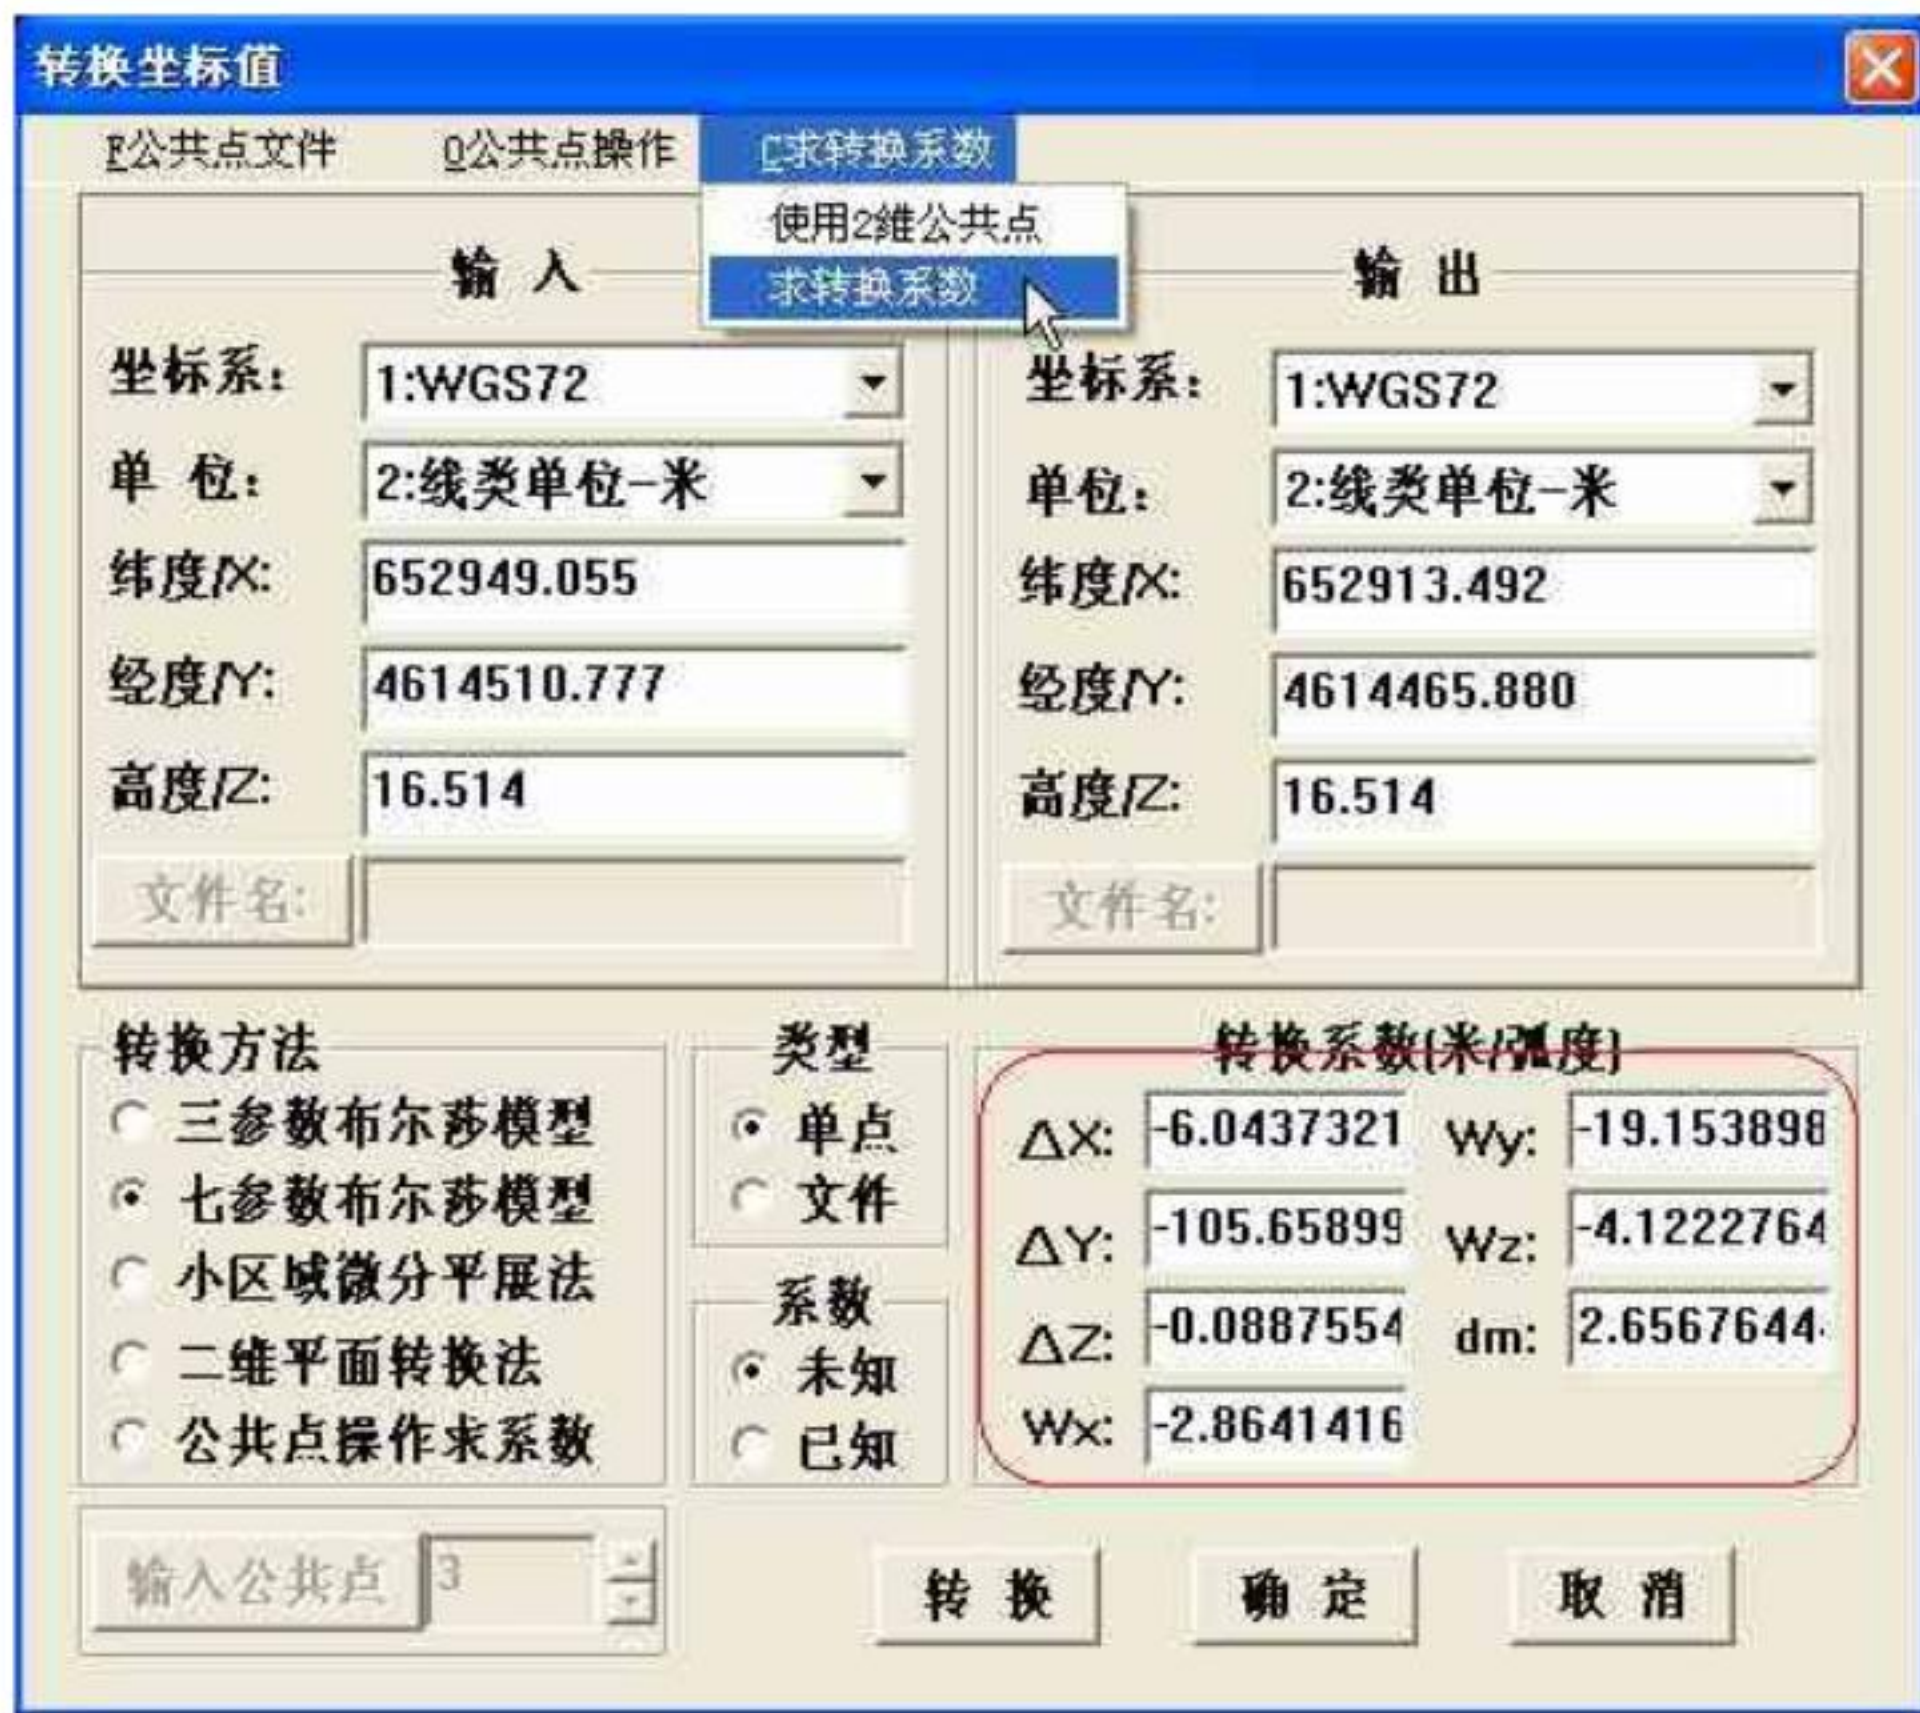 转换坐标值
F公共点文件 O公共点操作 C求转换系数
使用2維公共点
求转换系数
输 入
坐标系: 1:WGS72
单 位: 2:线类单位-米
纬度/X: 652949.055
经度/Y: 4614510.777
高度/Z: 16.514
文件名:
输 出
坐标系: 1:WGS72
单位: 2:线类单位-米
纬度/X: 652913.492
经度/Y: 4614465.880
高度/Z: 16.514
文件名:
转换方法
三参数布尔莎模型
七参数布尔莎模型
小区域微分平展法
二维平面转换法
公共点操作求系数
类型
单点
文件
系数
未知
已知
转换系数(米/弧度)
△X: -6.0437321 Wy: -19.153898
△Y: -105.65899 Wz: -4.1222764
△Z: -0.0887554 dm: 2.6567644
Wx: -2.8641416
输入公共点 3
转 换 确 定 取 消